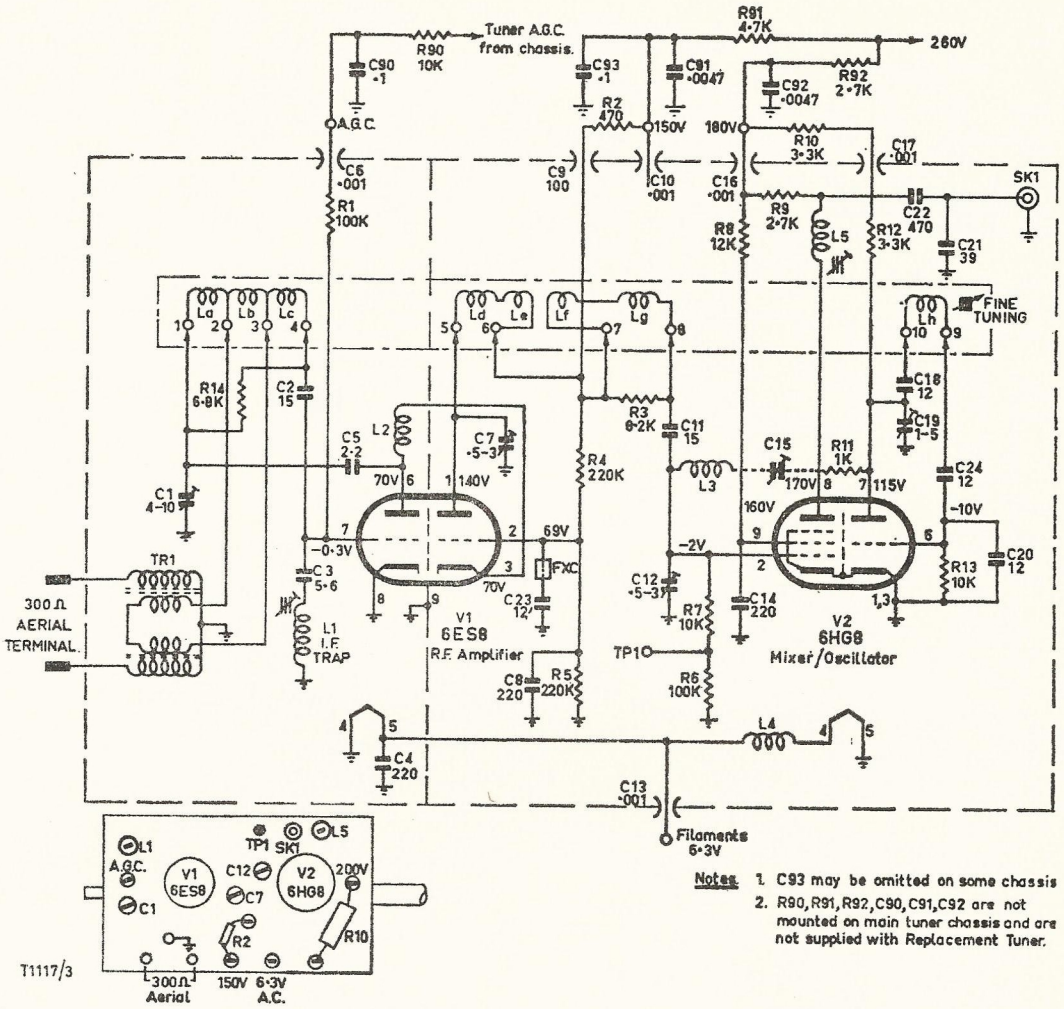 R91
4·7K
260V
Tuner A.G.C.
from chassis.
R90
10K
C90
·1
C93
·1
C91
·0047
R92
2·7K
C92
·0047
R2
470
A.G.C.
150V
180V
R10
3·3K
C17
·001
C6
·001
C9
100
C10
·001
C16
·001
SK1
R1
100K
R9
2·7K
C22
470
R8
12K
L5
R12
3·3K
C21
39
La
Lb
Lc
Ld
Le
Lf
Lg
Lh
FINE
TUNING
1
2
3
4
5
6
7
8
10
9
R14
6·8K
C2
15
C18
12
C19
1-5
L2
C7
·5-3
R3
8·2K
C11
15
C5
2·2
R4
220K
L3
C15
R11
1K
C24
12
C1
4-10
70V
6
1
140V
170V
8
7
115V
160V
-10V
7
-0·3V
2
69V
9
2
-2V
6
TR1
C3
5·6
3
70V
FXC
C12
·5-3
C20
12
R13
10K
300Ω
AERIAL
TERMINAL.
8
9
C23
12
R7
10K
C14
220
1,3
L1
I.F.
TRAP
V1
6ES8
R.F. Amplifier
V2
6HG8
Mixer/Oscillator
TP1
C8
220
R5
220K
R6
100K
4
5
L4
4
5
C4
220
C13
·001
Filaments
6·3V
L1
TP1
SK1
L5
A.G.C.
V1
6ES8
C12
V2
6HG8
200V
C1
C7
R2
R10
T1117/3
300Ω
Aerial
150V
6·3V
A.C.
Notes. 1. C93 may be omitted on some chassis
2. R90,R91,R92,C90,C91,C92 are not
mounted on main tuner chassis and are
not supplied with Replacement Tuner.